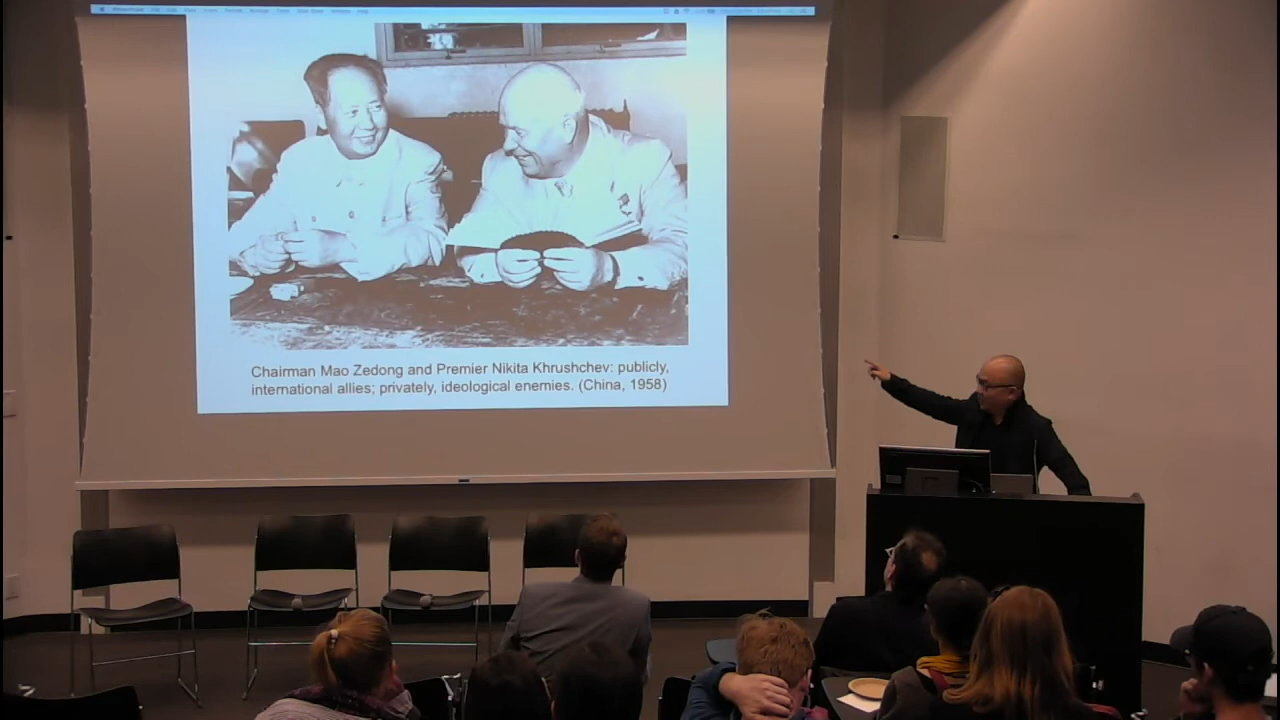 Chairman Mao Zedong and Premier Nikita Khrushchev: publicly,
international allies; privately, ideological enemies. (China, 1958)